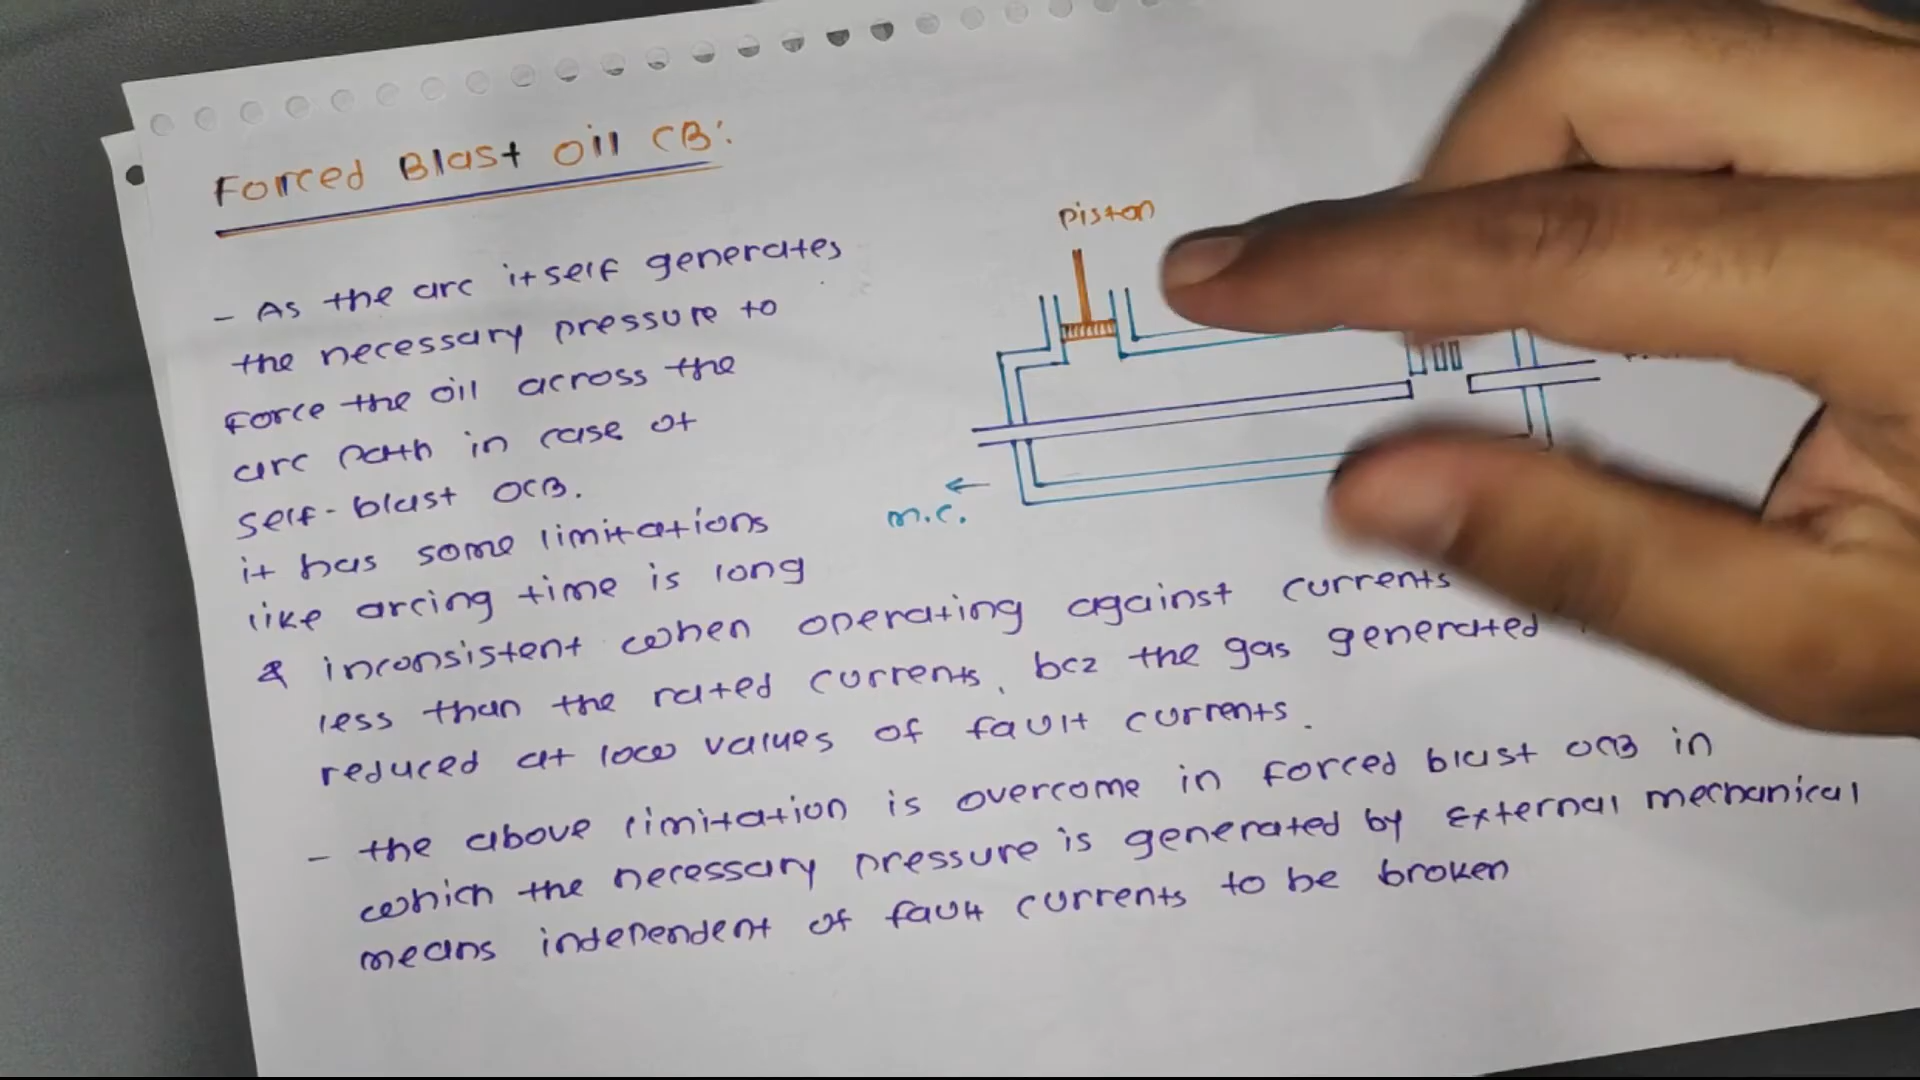 Forced Blast Oil CB:
piston
- As the arc itself generates
the necessary pressure to
force the oil across the
arc path in case of
self-blast OCB.
m.c.
it has some limitations
like arcing time is long
& inconsistent when operating against currents
less than the rated currents, bcz the gas generated
reduced at low values of fault currents.
- the above limitation is overcome in forced blast OCB in
which the necessary pressure is generated by External mechanical
means independent of fault currents to be broken